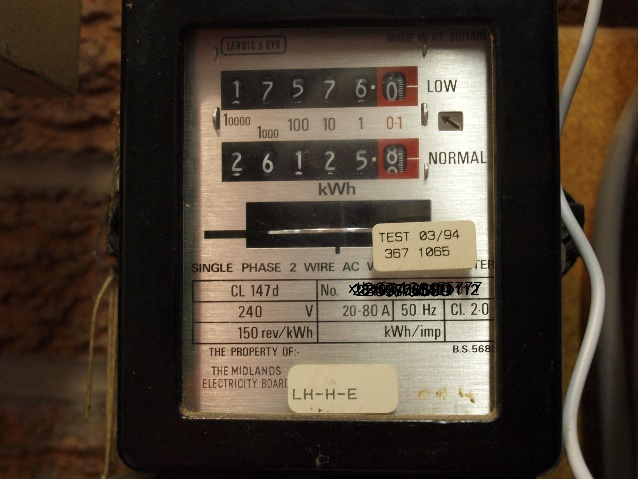 LANDIS & GYR
MADE IN GT. BRITAIN
1 7 5 7 6 · 0 LOW
10000 1000 100 10 1 0·1
2 6 1 2 5 · 8 NORMAL
kWh
TEST 03/94
367 1065
SINGLE PHASE 2 WIRE AC
CL 147d No.
240 V 20-80 A 50 Hz Cl. 2·0
150 rev/kWh kWh/imp
THE PROPERTY OF:- B.S.568
THE MIDLANDS
ELECTRICITY BOARD
LH-H-E